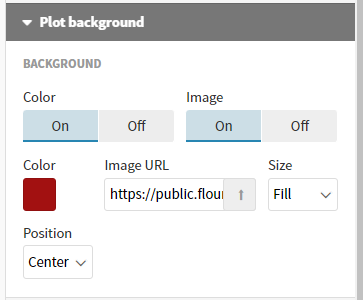 Plot background
BACKGROUND
Color Image
On Off On Off
Color Image URL Size
https://public.flour Fill
Position
Center